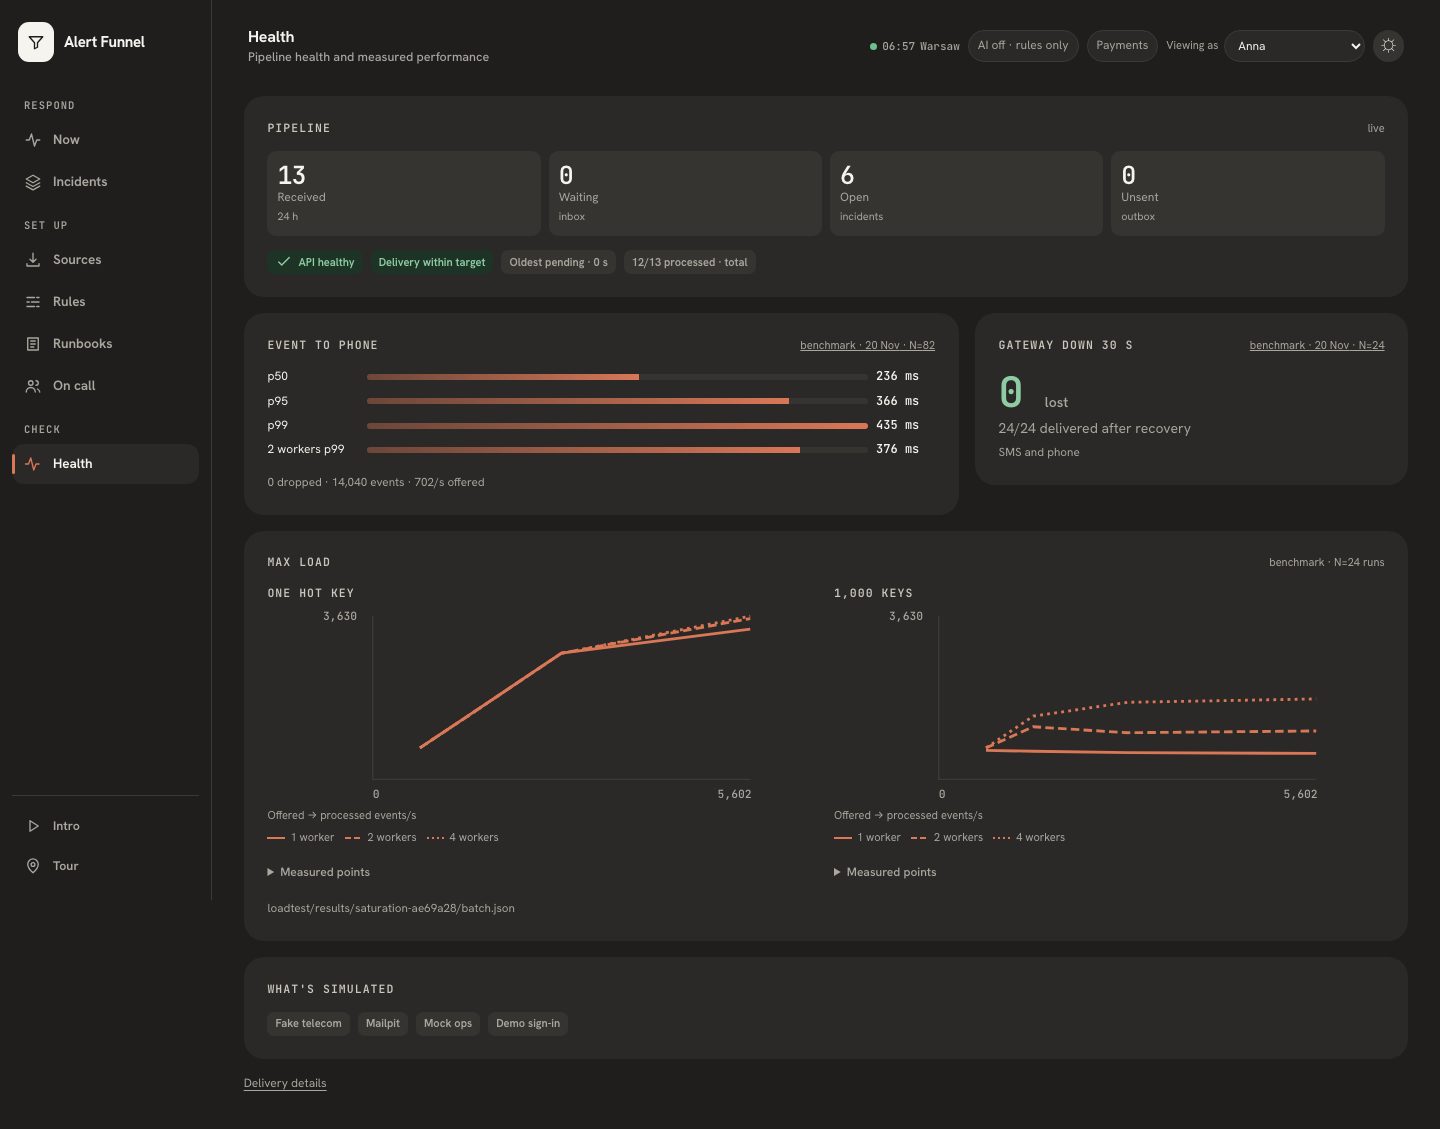 Alert Funnel
RESPOND
Now
Incidents
SET UP
Sources
Rules
Runbooks
On call
CHECK
Health
Intro
Tour
Health
Pipeline health and measured performance
06:57 Warsaw
AI off · rules only
Payments
Viewing as
Anna
PIPELINE
live
13
Received
24 h
0
Waiting
inbox
6
Open
incidents
0
Unsent
outbox
API healthy
Delivery within target
Oldest pending · 0 s
12/13 processed · total
EVENT TO PHONE
benchmark · 20 Nov · N=82
p50 236 ms
p95 366 ms
p99 435 ms
2 workers p99 376 ms
0 dropped · 14,040 events · 702/s offered
GATEWAY DOWN 30 S
benchmark · 20 Nov · N=24
0 lost
24/24 delivered after recovery
SMS and phone
MAX LOAD
benchmark · N=24 runs
ONE HOT KEY
3,630
0 5,602
Offered → processed events/s
1 worker 2 workers 4 workers
Measured points
1,000 KEYS
3,630
0 5,602
Offered → processed events/s
1 worker 2 workers 4 workers
Measured points
loadtest/results/saturation-ae69a28/batch.json
WHAT'S SIMULATED
Fake telecom
Mailpit
Mock ops
Demo sign-in
Delivery details